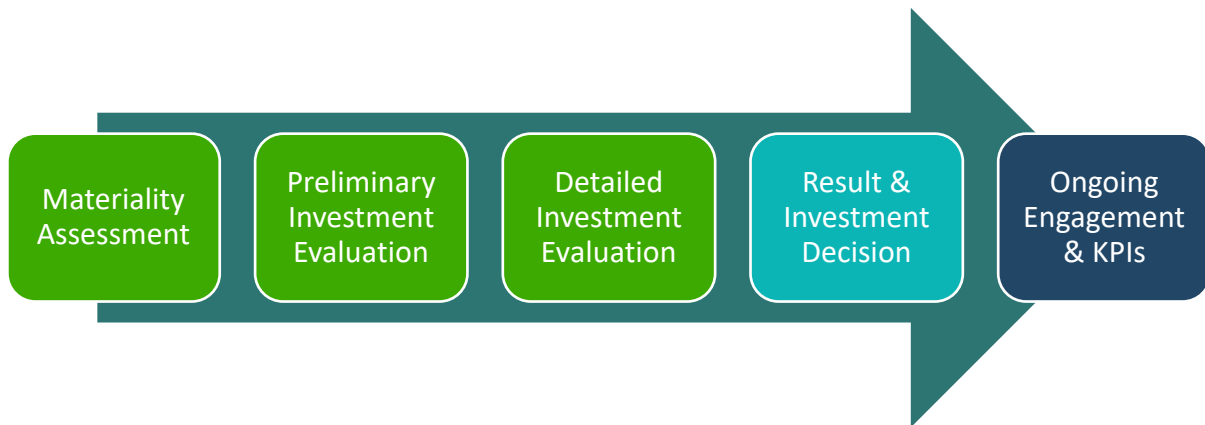 Materiality
Assessment
Preliminary
Investment
Evaluation
Detailed
Investment
Evaluation
Result &
Investment
Decision
Ongoing
Engagement
& KPIs